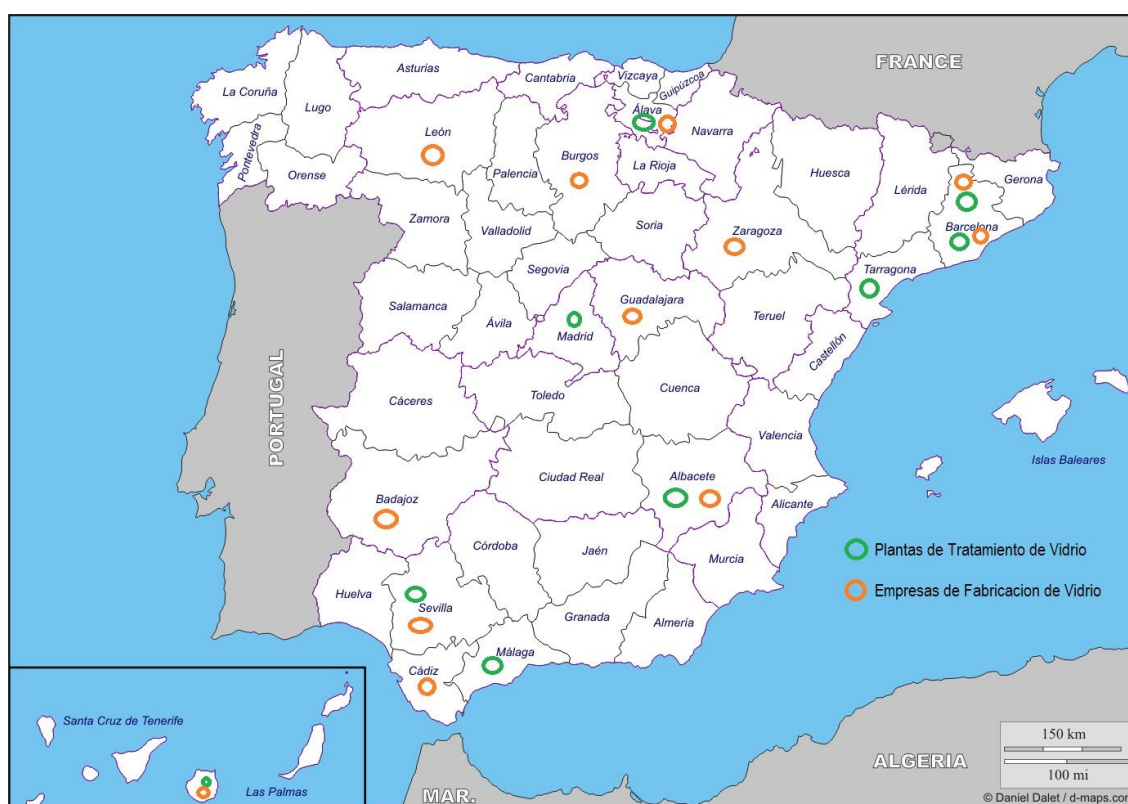 FRANCE
Asturias
Cantabria
Vizcaya
Guipúzcoa
La Coruña
Lugo
Álava
León
Navarra
Pontevedra
Burgos
Palencia
La Rioja
Huesca
Orense
Lérida
Gerona
Zamora
Valladolid
Soria
Zaragoza
Barcelona
Segovia
Tarragona
Salamanca
Ávila
Guadalajara
Madrid
Teruel
Castellón
Cáceres
Toledo
Cuenca
PORTUGAL
Valencia
Islas Baleares
Ciudad Real
Albacete
Badajoz
Alicante
Córdoba
Jaén
Murcia
Plantas de Tratamiento de Vidrio
Empresas de Fabricacion de Vidrio
Huelva
Sevilla
Granada
Almería
Málaga
Cádiz
Santa Cruz de Tenerife
Las Palmas
MAR.
ALGERIA
150 km
100 mi
© Daniel Dalet / d-maps.com